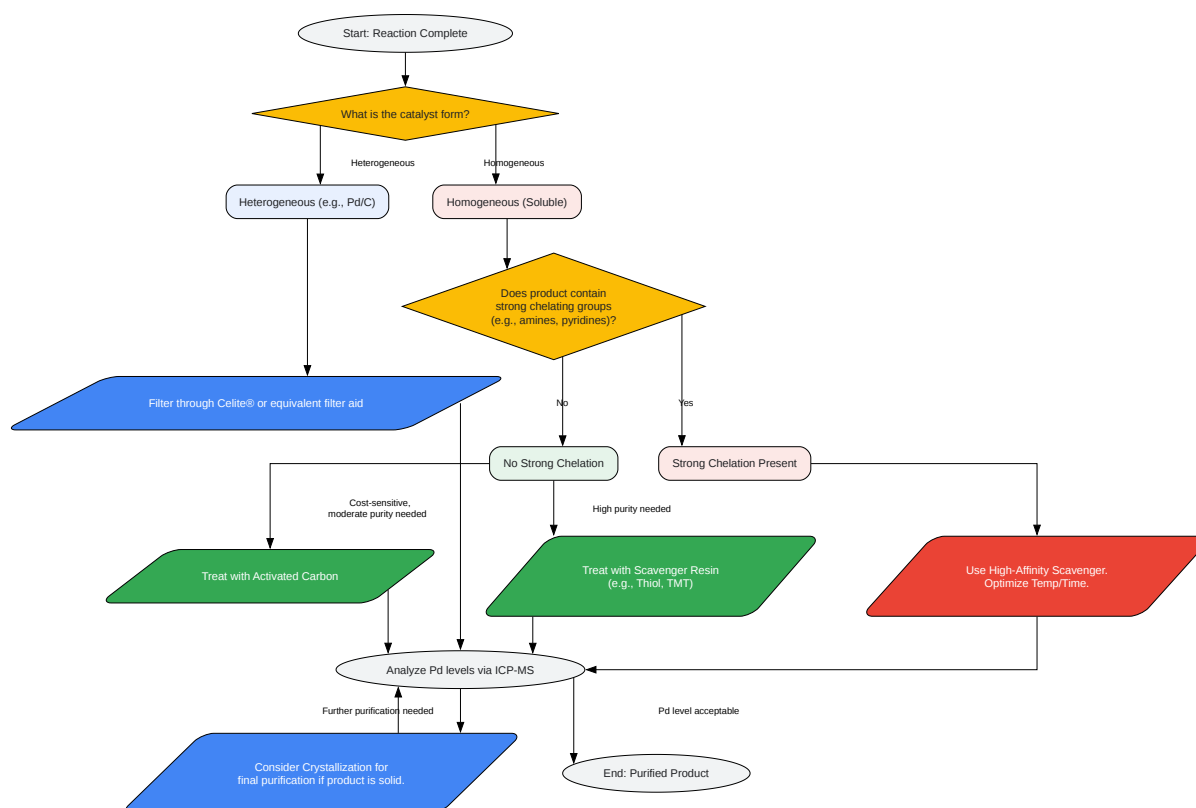 Start: Reaction Complete
What is the catalyst form?
Heterogeneous
Homogeneous
Heterogeneous (e.g., Pd/C)
Homogeneous (Soluble)
Does product contain
strong chelating groups
(e.g., amines, pyridines)?
Filter through Celite® or equivalent filter aid
No
Yes
No Strong Chelation
Strong Chelation Present
Cost-sensitive,
moderate purity needed
High purity needed
Treat with Activated Carbon
Treat with Scavenger Resin
(e.g., Thiol, TMT)
Use High-Affinity Scavenger.
Optimize Temp/Time.
Analyze Pd levels via ICP-MS
Further purification needed
Pd level acceptable
Consider Crystallization for
final purification if product is solid.
End: Purified Product